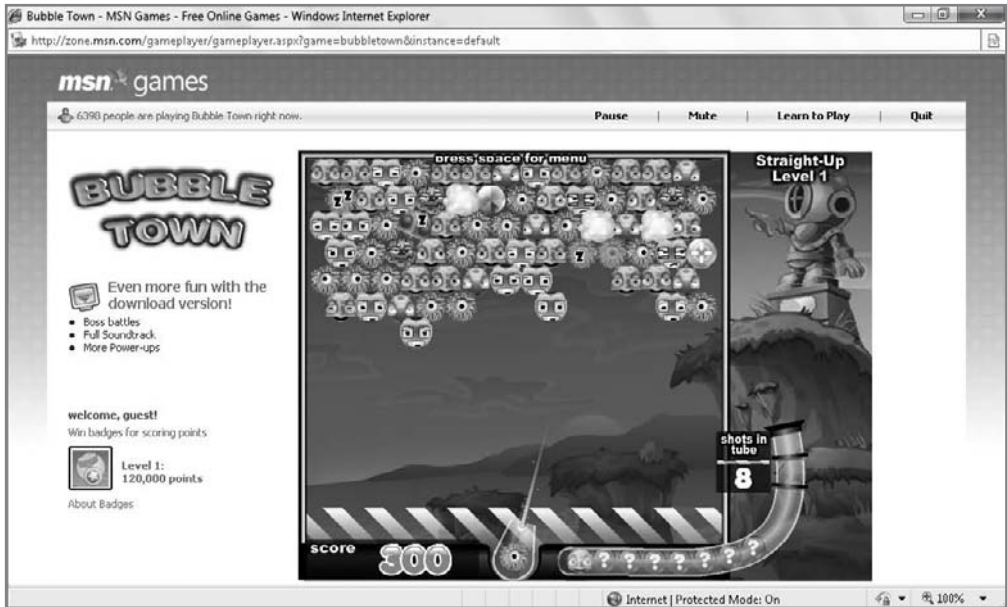 Bubble Town - MSN Games - Free Online Games - Windows Internet Explorer
http://zone.msn.com/gameplayer/gameplayer.aspx?game=bubbletown&instance=default
msn games
6398 people are playing Bubble Town right now.
Pause | Mute | Learn to Play | Quit
press space for menu
Straight-Up
Level 1
BUBBLE
TOWN
Even more fun with the
download version!
• Boss battles
• Full Soundtrack
• More Power-ups
welcome, guest!
Win badges for scoring points
Level 1:
120,000 points
About Badges
z z
z
z
shots in
tube
8
score 300
? ? ? ? ? ? ?
Internet | Protected Mode: On
100%